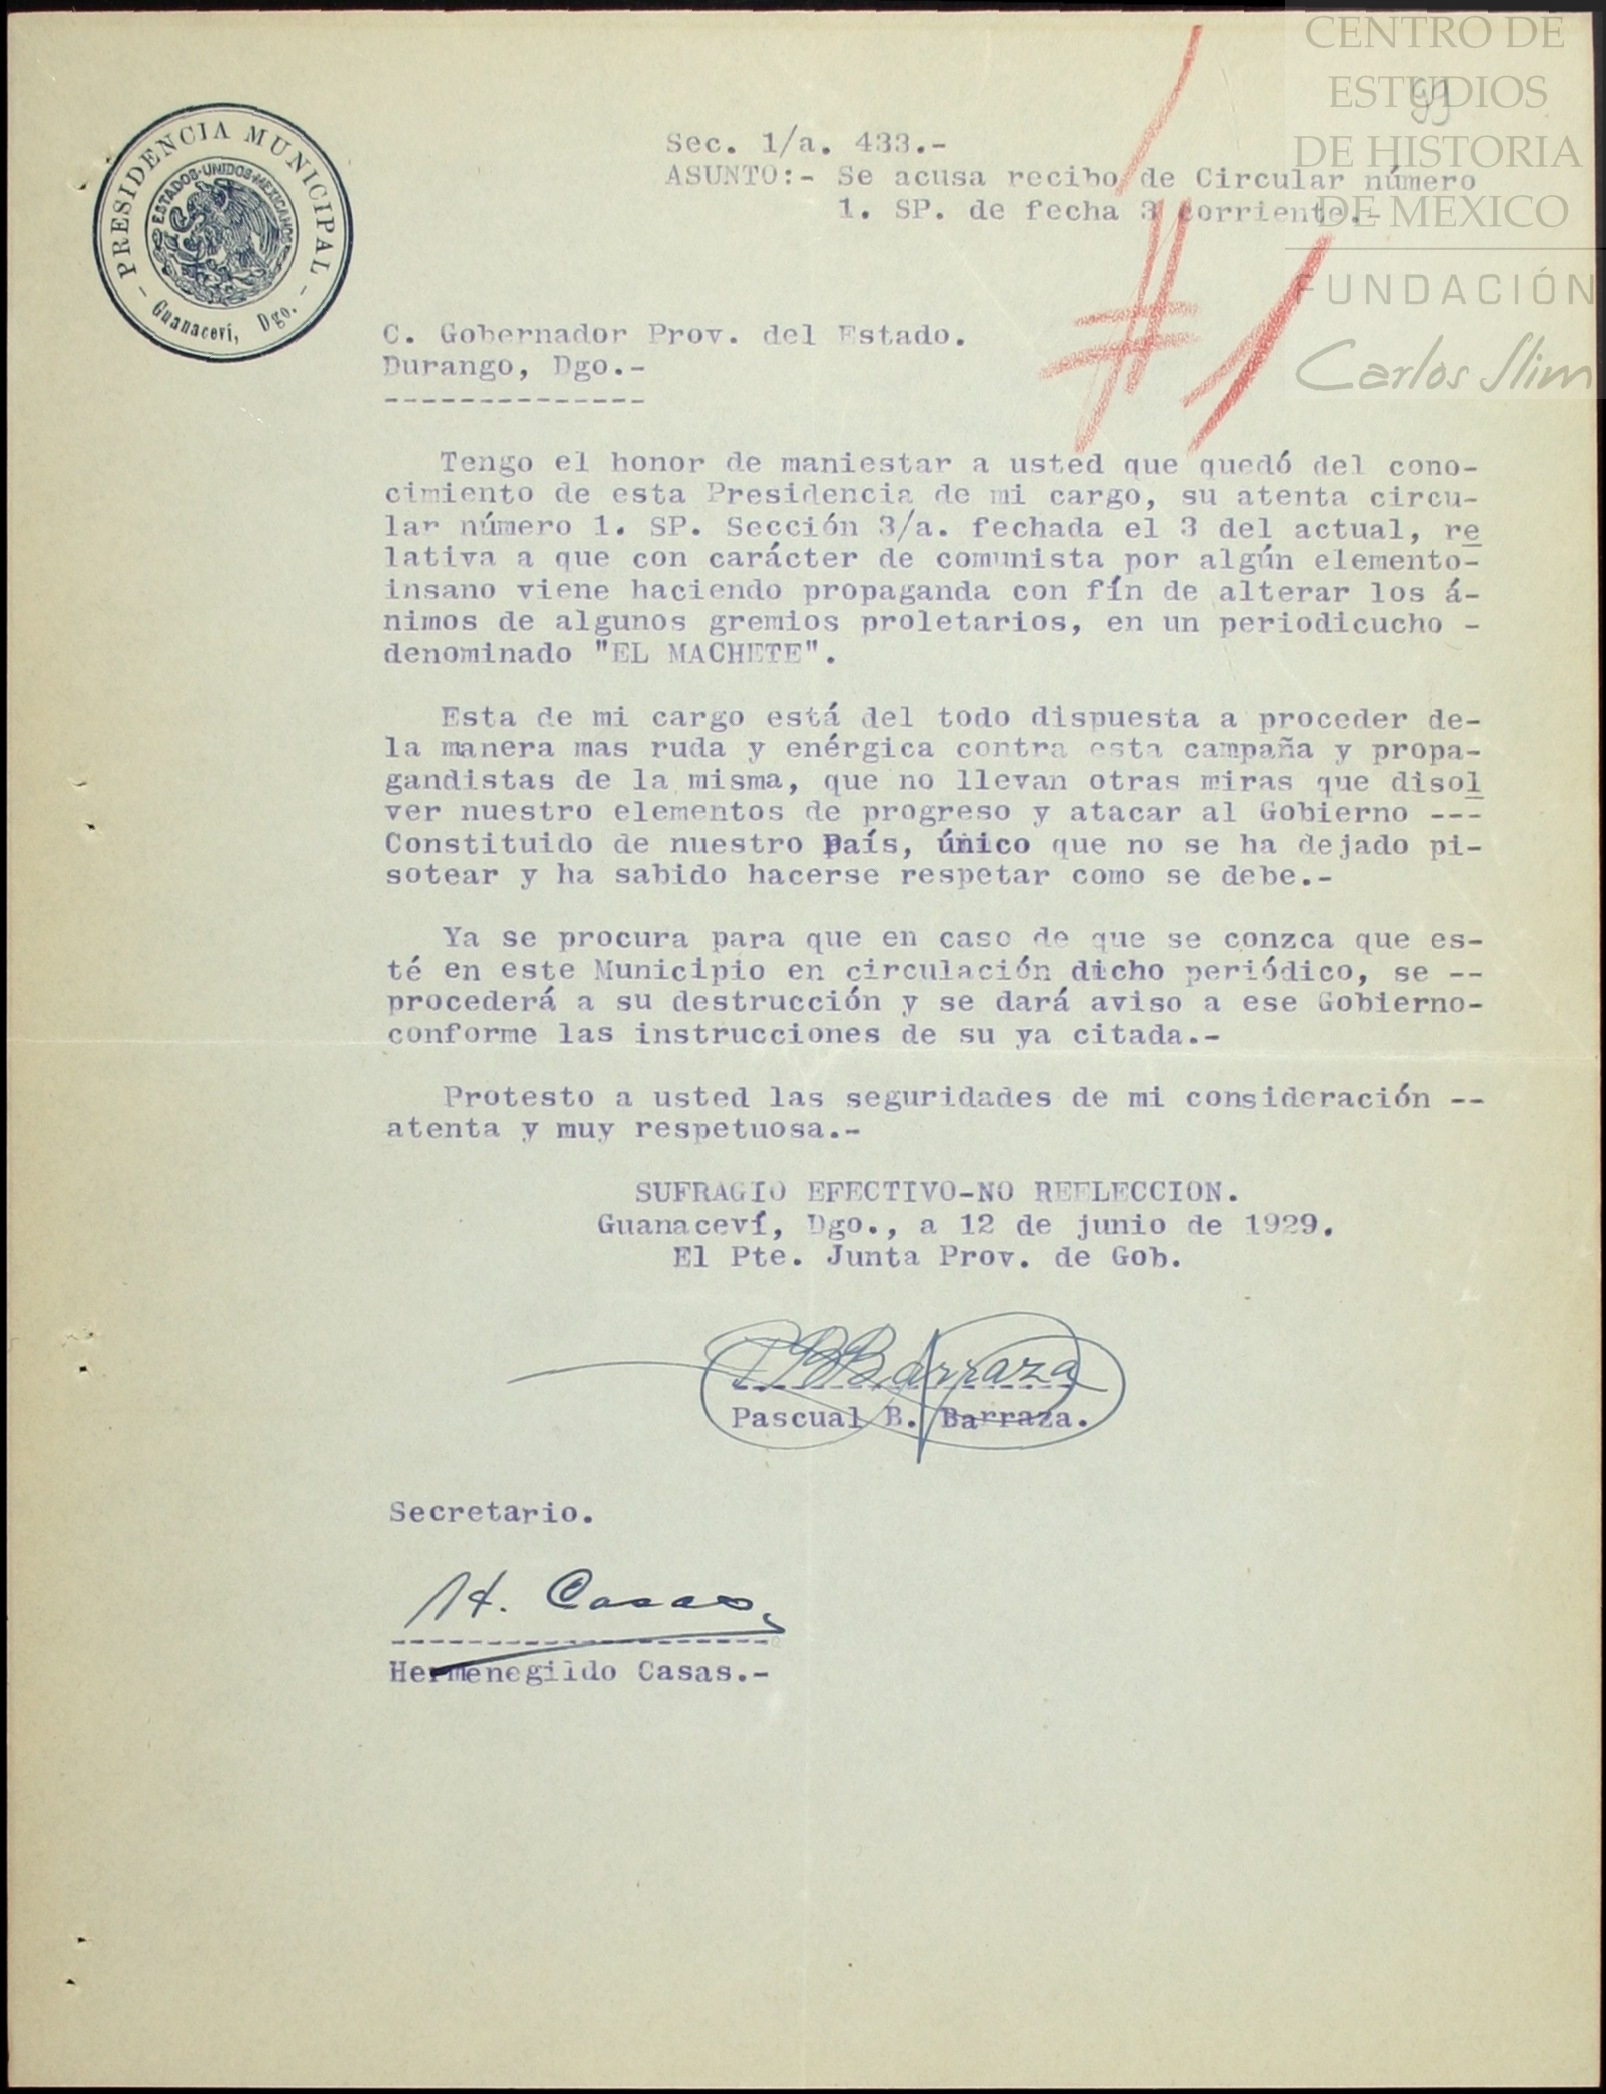 CENTRO DE
ESTUDIOS
DE HISTORIA
DE MEXICO
FUNDACIÓN
Carlos Slim
PRESIDENCIA MUNICIPAL
ESTADOS-UNIDOS-MEXICANOS
- Guanaceví, Dgo. -
Sec. 1/a. 433.-
ASUNTO:- Se acusa recibo de Circular número
1. SP. de fecha 3 corriente.-
#1
C. Gobernador Prov. del Estado.
Durango, Dgo.-
--------------
Tengo el honor de maniestar a usted que quedó del cono-
cimiento de esta Presidencia de mi cargo, su atenta circu-
lar número 1. SP. Sección 3/a. fechada el 3 del actual, re
lativa a que con carácter de comunista por algún elemento-
insano viene haciendo propaganda con fín de alterar los á-
nimos de algunos gremios proletarios, en un periodicucho -
denominado "EL MACHETE".
Esta de mi cargo está del todo dispuesta a proceder de-
la manera mas ruda y enérgica contra esta campaña y propa-
gandistas de la misma, que no llevan otras miras que disol
ver nuestro elementos de progreso y atacar al Gobierno ---
Constituido de nuestro País, único que no se ha dejado pi-
sotear y ha sabido hacerse respetar como se debe.-
Ya se procura para que en caso de que se conzca que es-
té en este Municipio en circulación dicho periódico, se --
procederá a su destrucción y se dará aviso a ese Gobierno-
conforme las instrucciones de su ya citada.-
Protesto a usted las seguridades de mi consideración --
atenta y muy respetuosa.-
SUFRAGIO EFECTIVO-NO REELECCION.
Guanaceví, Dgo., a 12 de junio de 1929.
El Pte. Junta Prov. de Gob.
P B Barraza
Pascual B. Barraza.
Secretario.
H. Casas.
Hermenegildo Casas.-